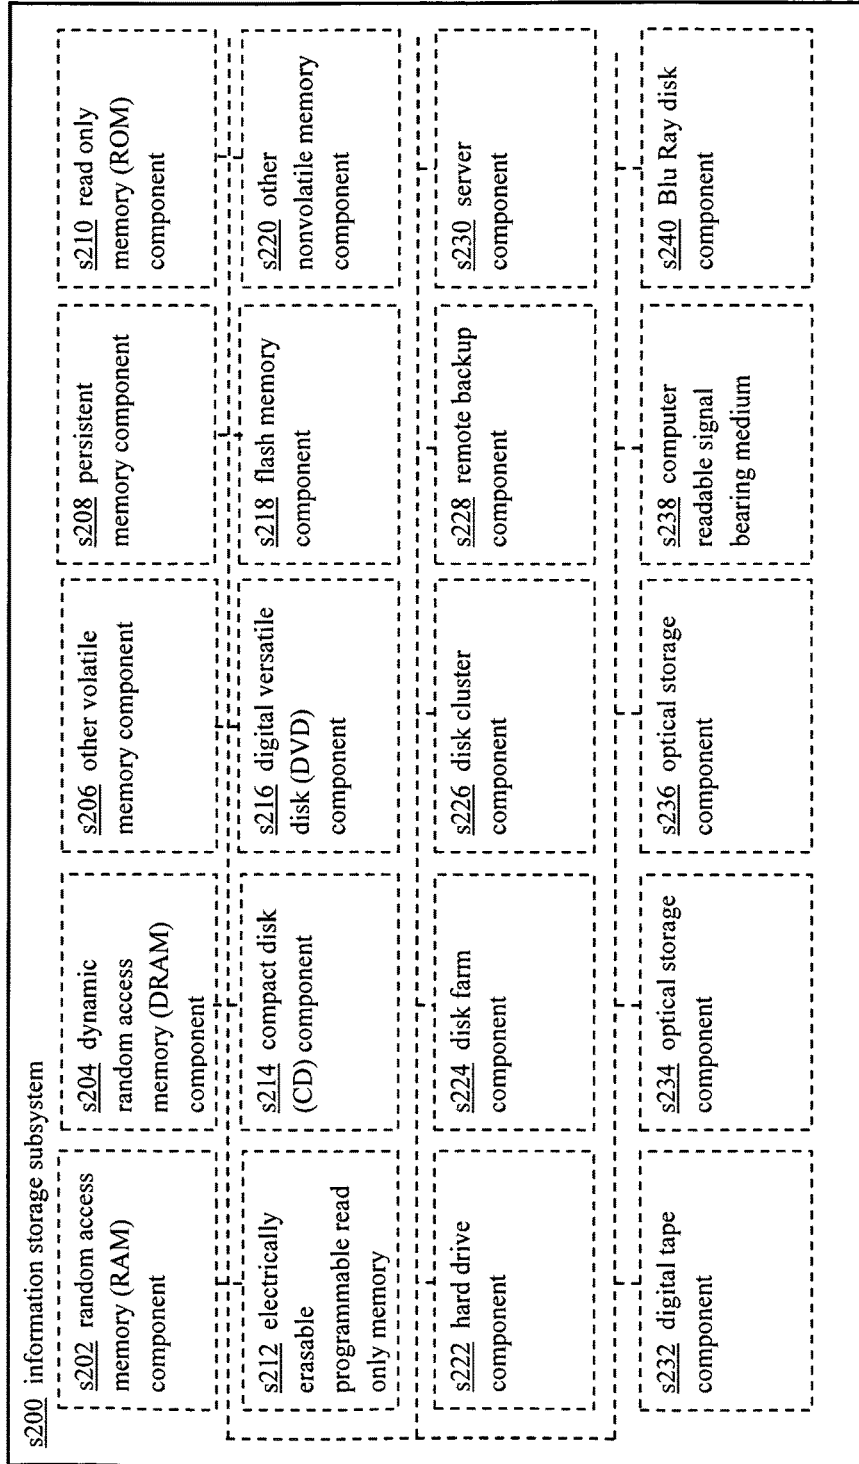 s200 information storage subsystem
s202 random access
memory (RAM)
component
s204 dynamic
random access
memory (DRAM)
component
s206 other volatile
memory component
s208 persistent
memory component
s210 read only
memory (ROM)
component
s212 electrically
erasable
programmable read
only memory
s214 compact disk
(CD) component
s216 digital versatile
disk (DVD)
component
s218 flash memory
component
s220 other
nonvolatile memory
component
s222 hard drive
component
s224 disk farm
component
s226 disk cluster
component
s228 remote backup
component
s230 server
component
s232 digital tape
component
s234 optical storage
component
s236 optical storage
component
s238 computer
readable signal
bearing medium
s240 Blu Ray disk
component